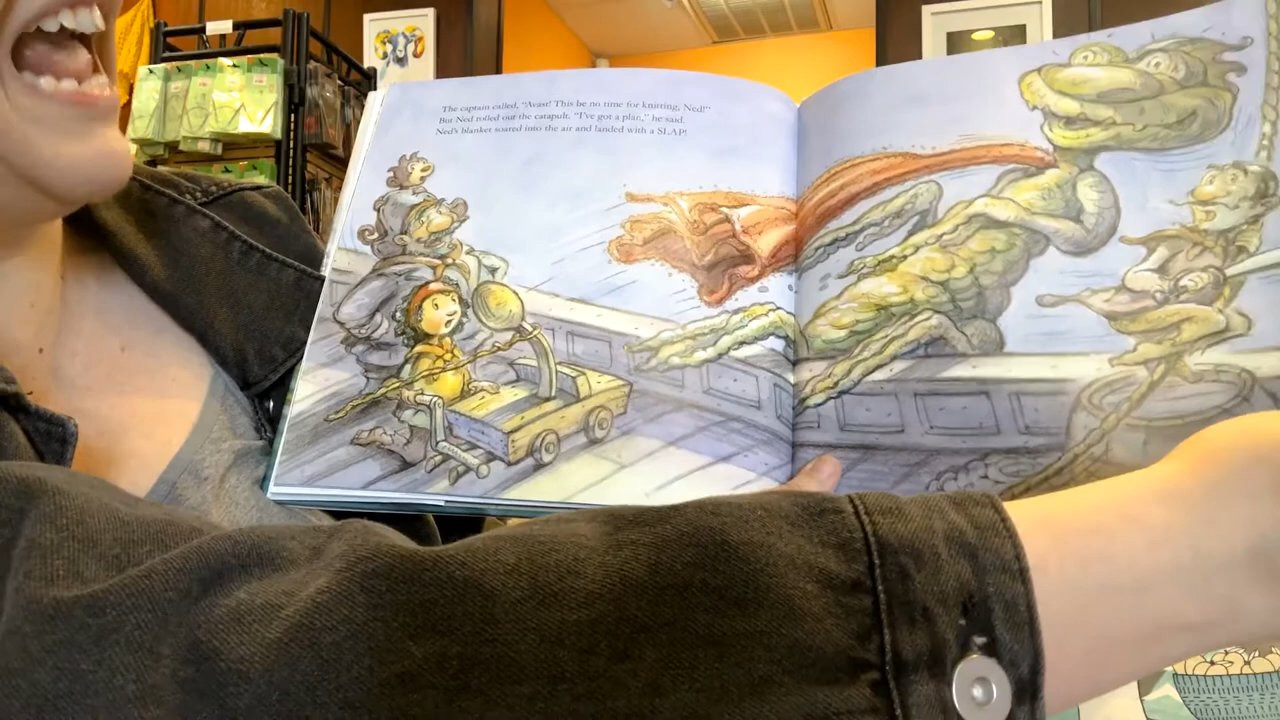 The captain called, "Avast! This be no time for knitting, Ned!"
But Ned rolled out the catapult. "I've got a plan," he said.
Ned's blanket soared into the air and landed with a SLAP!